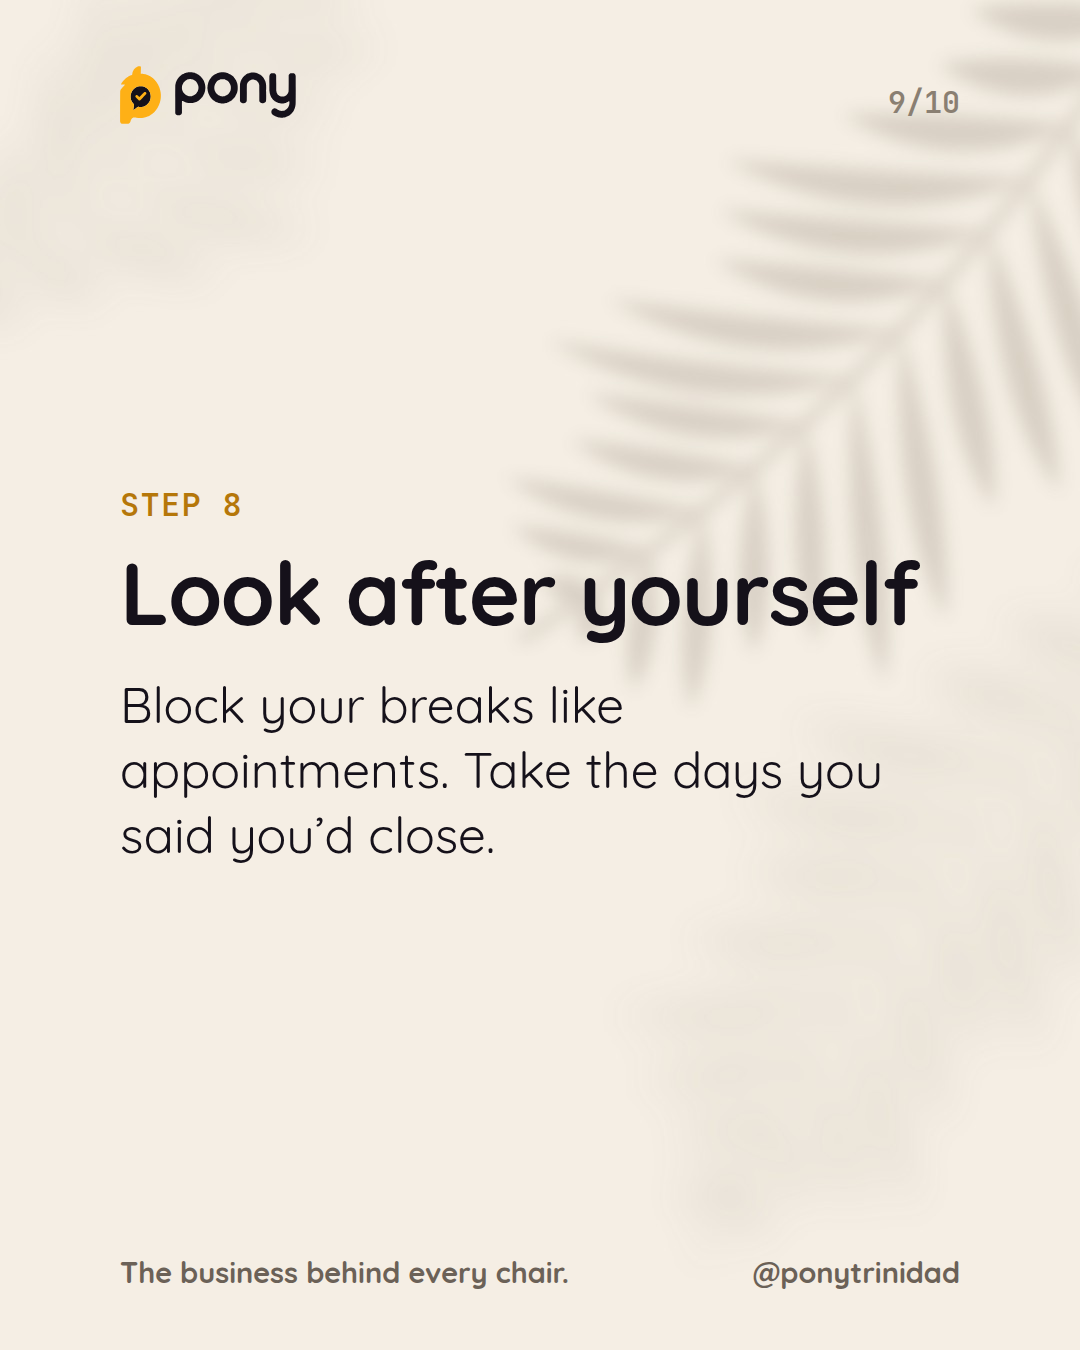 pony
9/10
STEP 8
Look after yourself
Block your breaks like
appointments. Take the days you
said you’d close.
The business behind every chair.
@ponytrinidad